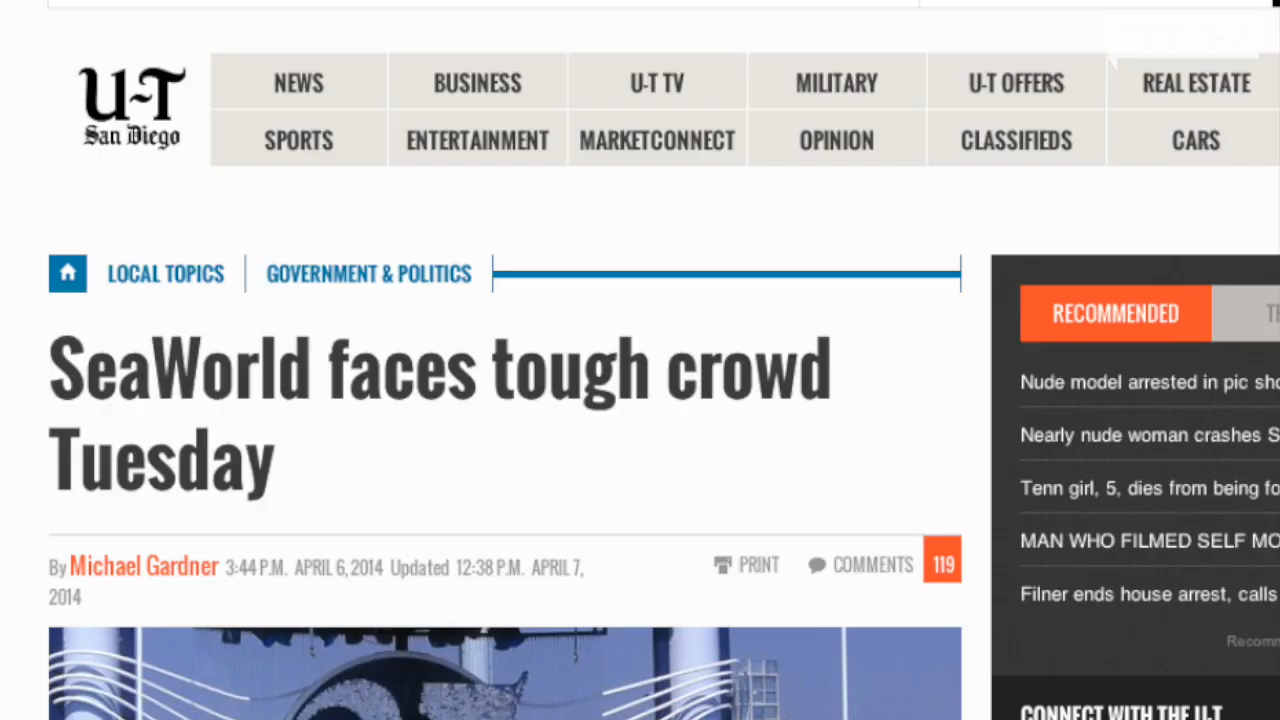 U-T
San Diego
NEWS
BUSINESS
U-T TV
MILITARY
U-T OFFERS
REAL ESTATE
SPORTS
ENTERTAINMENT
MARKETCONNECT
OPINION
CLASSIFIEDS
CARS
LOCAL TOPICS
GOVERNMENT & POLITICS
SeaWorld faces tough crowd
Tuesday
By Michael Gardner 3:44 P.M. APRIL 6, 2014 Updated 12:38 P.M. APRIL 7,
2014
PRINT
COMMENTS
119
RECOMMENDED
Nude model arrested in pic
Nearly nude woman crashes
Tenn girl, 5, dies from being
MAN WHO FILMED SELF
Filner ends house arrest, calls
CONNECT WITH THE U-T